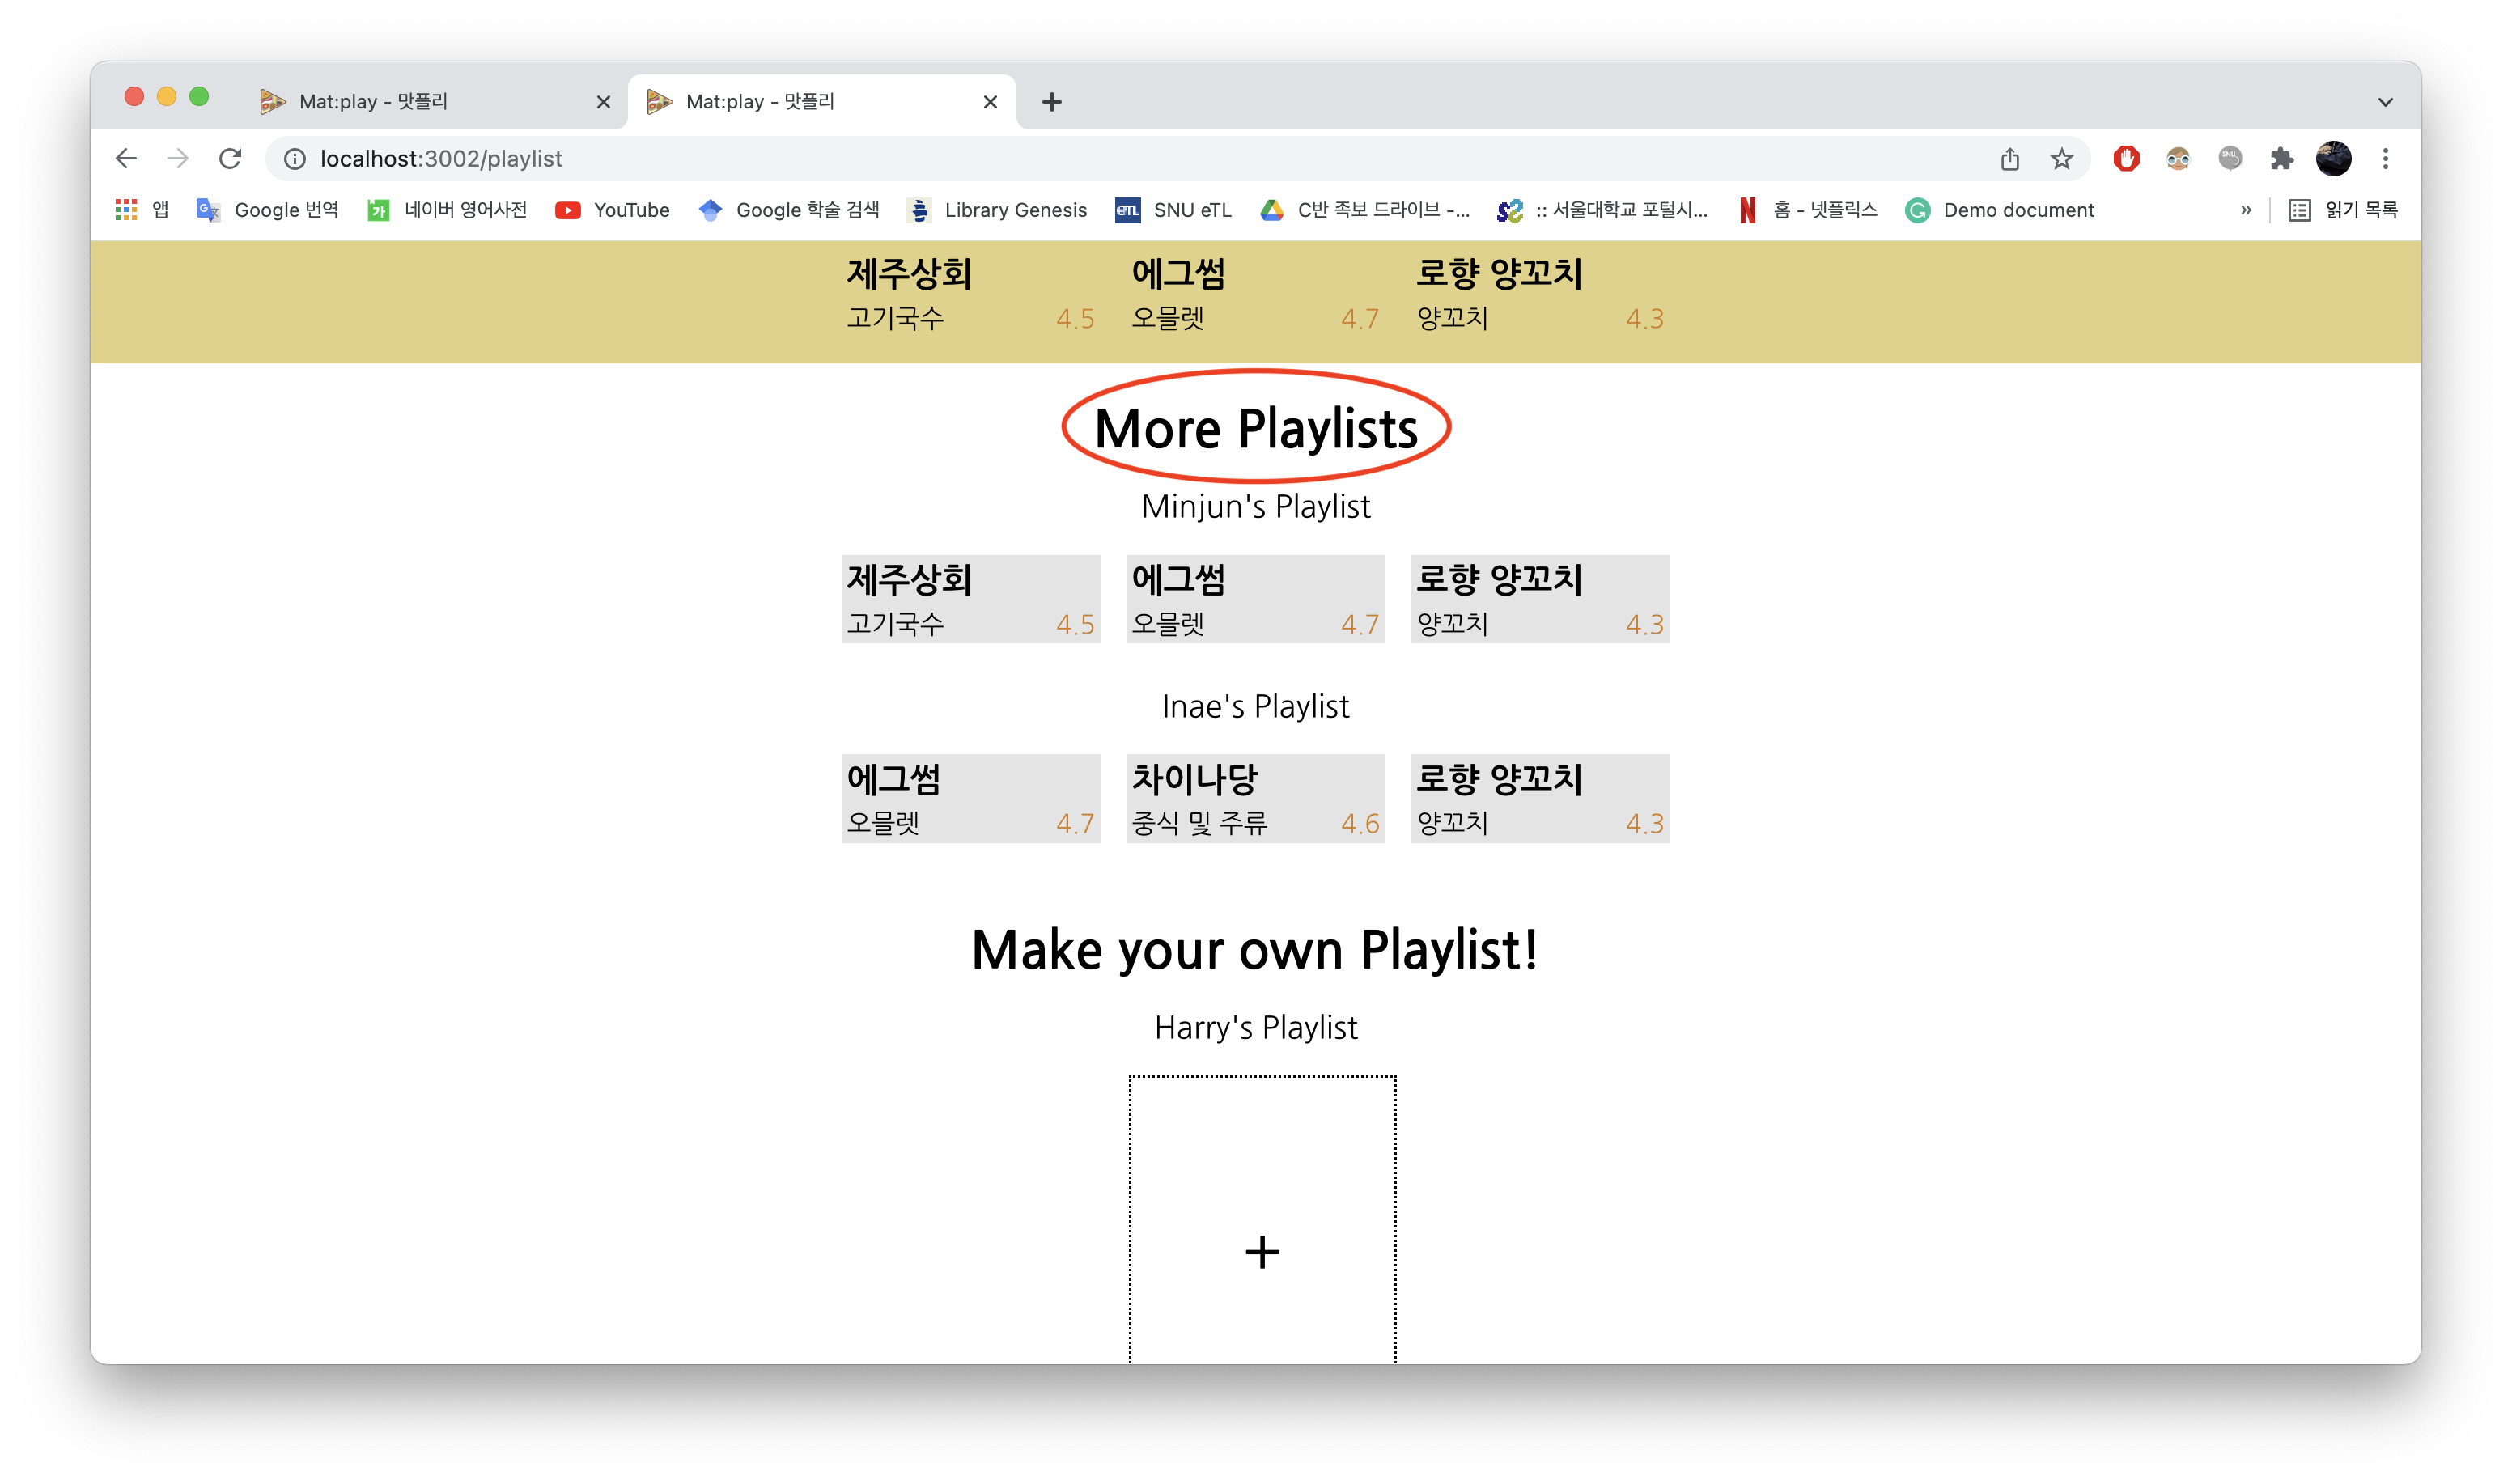 Mat:play - 맛플리 Mat:play - 맛플리
localhost:3002/playlist
앱 Google 번역 네이버 영어사전 YouTube Google 학술 검색 Library Genesis SNU eTL C반 족보 드라이브 -... :: 서울대학교 포털시... 홈 - 넷플릭스 Demo document » 읽기 목록
제주상회 에그썸 로향 양꼬치
고기국수 4.5 오믈렛 4.7 양꼬치 4.3
More Playlists
Minjun's Playlist
제주상회 에그썸 로향 양꼬치
고기국수 4.5 오믈렛 4.7 양꼬치 4.3
Inae's Playlist
에그썸 차이나당 로향 양꼬치
오믈렛 4.7 중식 및 주류 4.6 양꼬치 4.3
Make your own Playlist!
Harry's Playlist
+